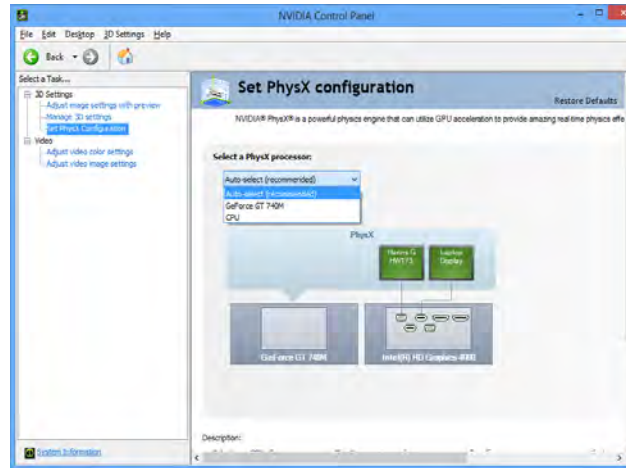 NVIDIA Control Panel
File Edit Desktop 3D Settings Help
Back
Select a Task...
3D Settings
Adjust image settings with preview
Manage 3D settings
Set PhysX Configuration
Video
Adjust video color settings
Adjust video image settings
System Information
Set PhysX configuration
Restore Defaults
NVIDIA® PhysX® is a powerful physics engine that can utilize GPU acceleration to provide amazing real-time physics effe
Select a PhysX processor:
Auto-select (recommended)
Auto-select (recommended)
GeForce GT 740M
CPU
PhysX
Laptop
Display
GeForce GT 740M
Intel(R) HD Graphics 4000
Description: